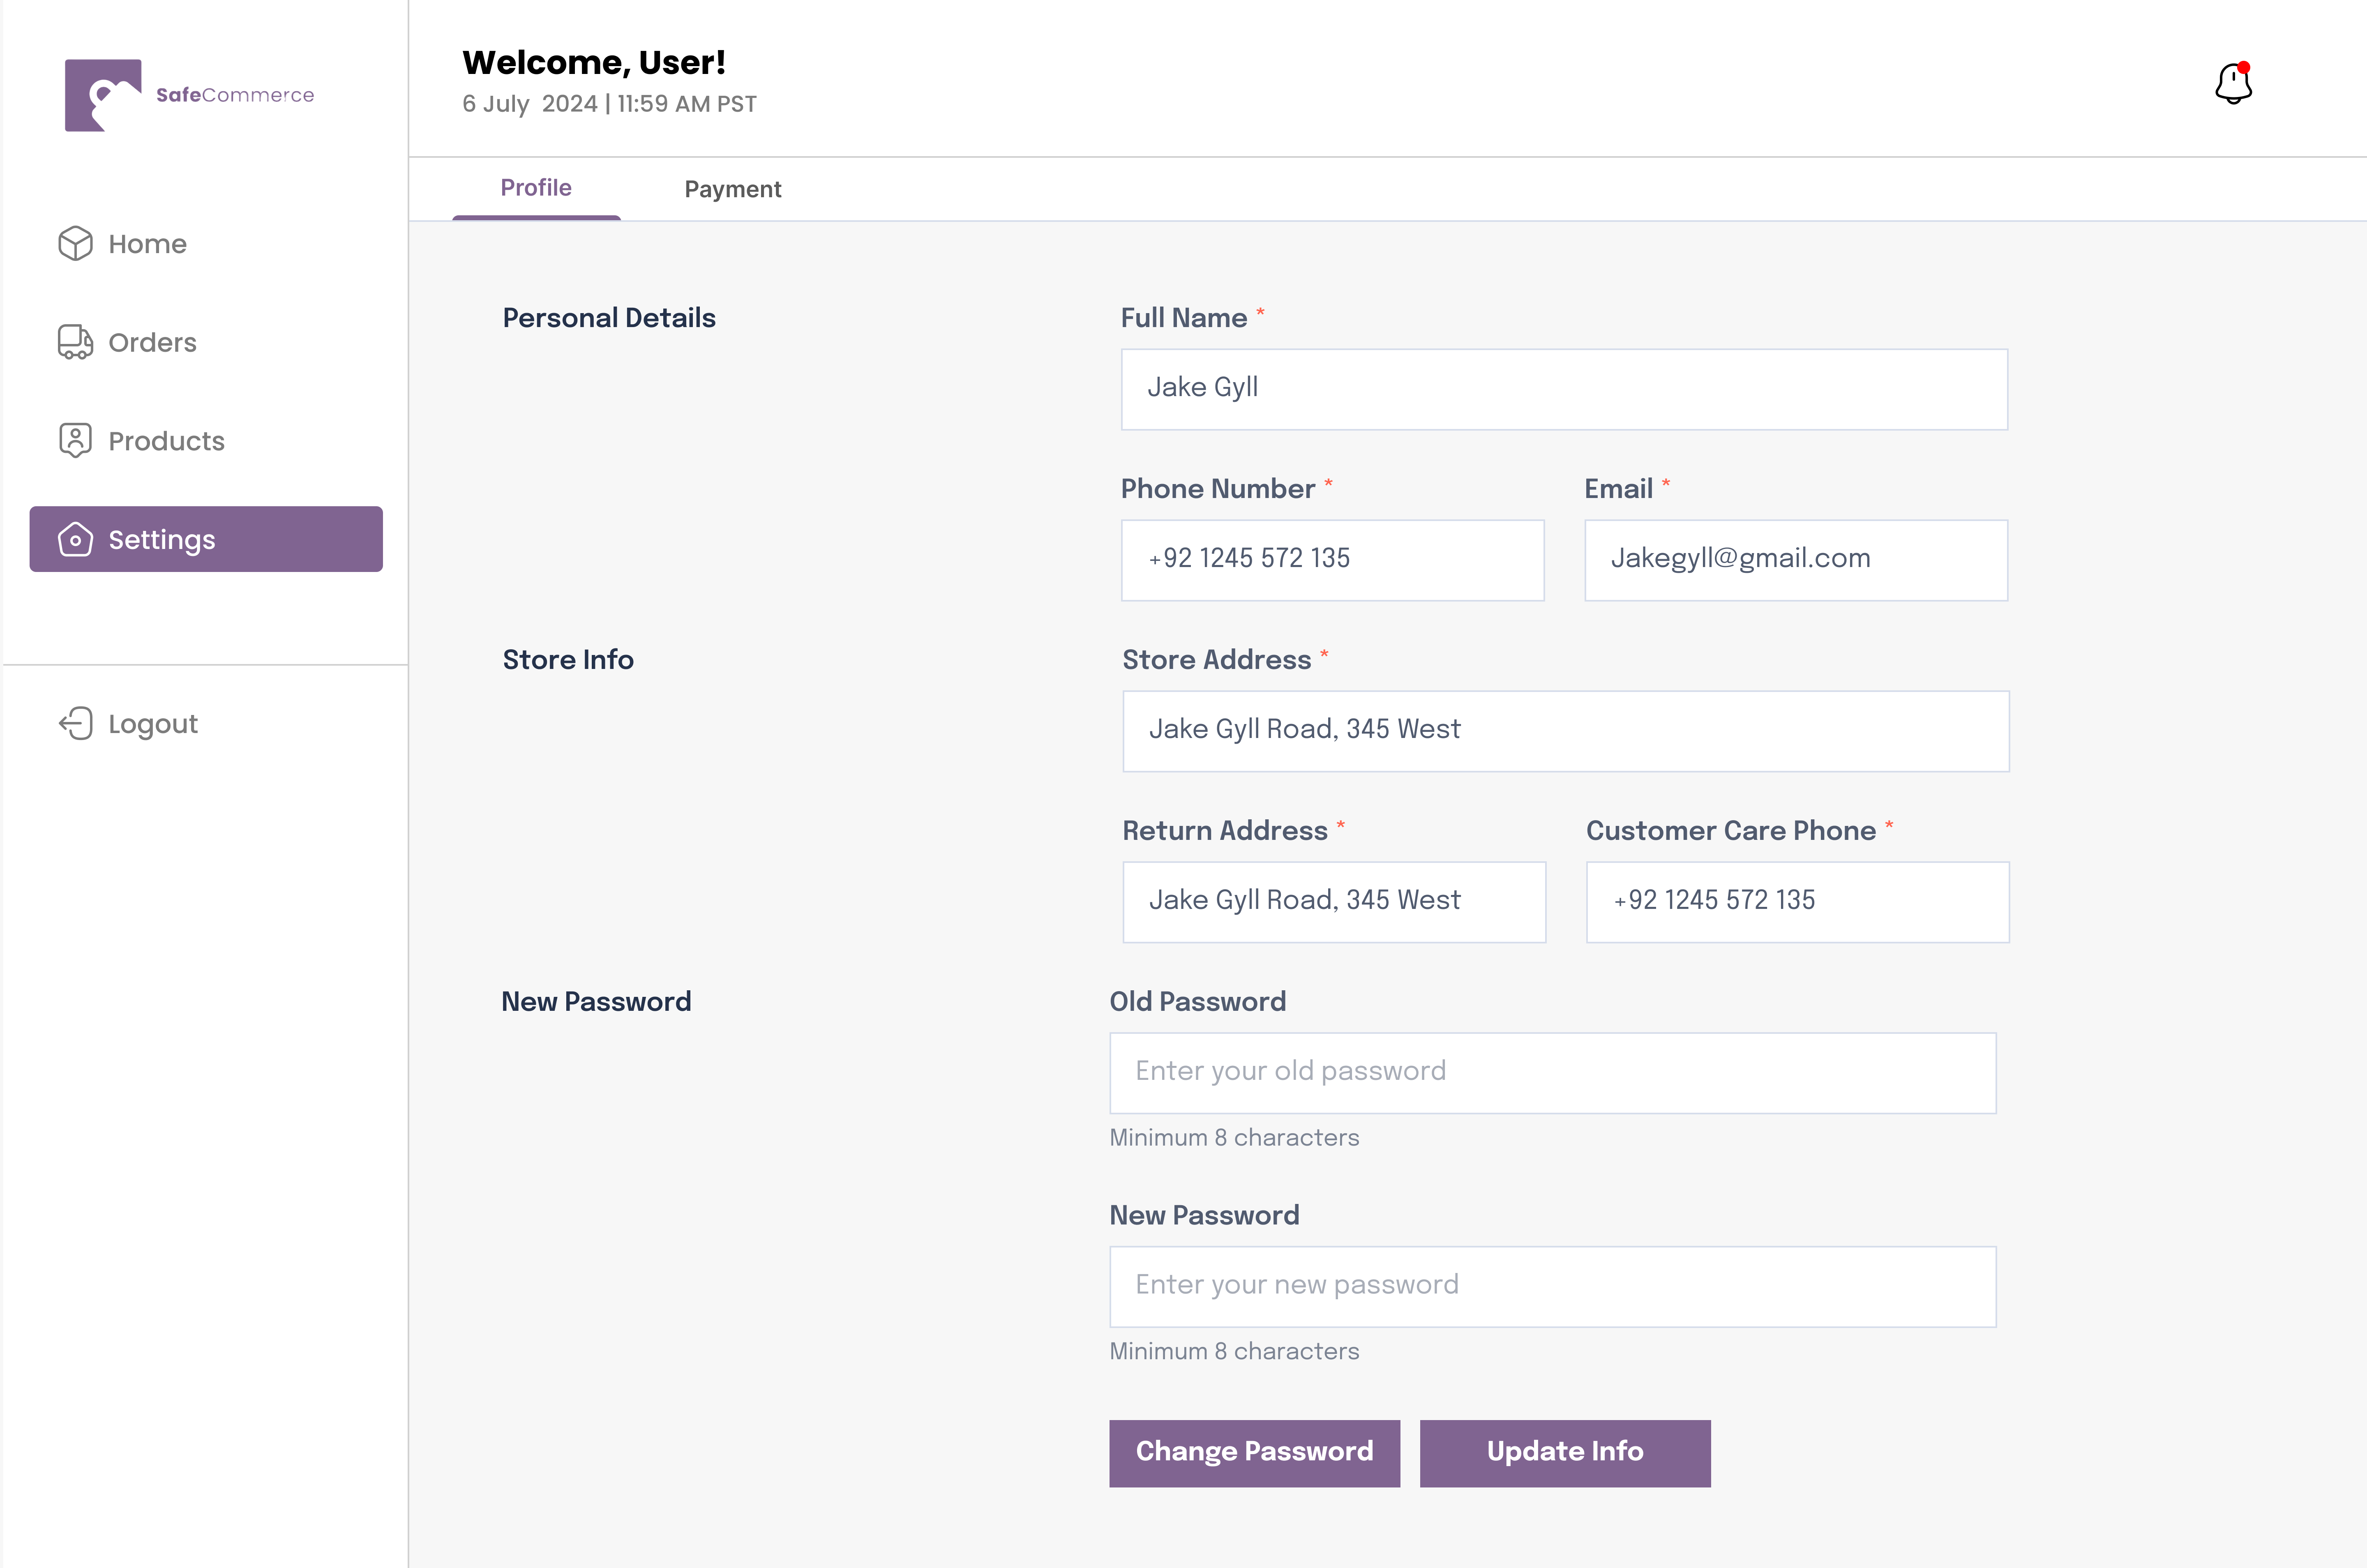 SafeCommerce
Welcome, User!
6 July 2024 | 11:59 AM PST
Profile
Payment
Home
Orders
Products
Settings
Logout
Personal Details
Full Name *
Jake Gyll
Phone Number *
Email *
+92 1245 572 135
Jakegyll@gmail.com
Store Info
Store Address *
Jake Gyll Road, 345 West
Return Address *
Customer Care Phone *
Jake Gyll Road, 345 West
+92 1245 572 135
New Password
Old Password
Enter your old password
Minimum 8 characters
New Password
Enter your new password
Minimum 8 characters
Change Password
Update Info